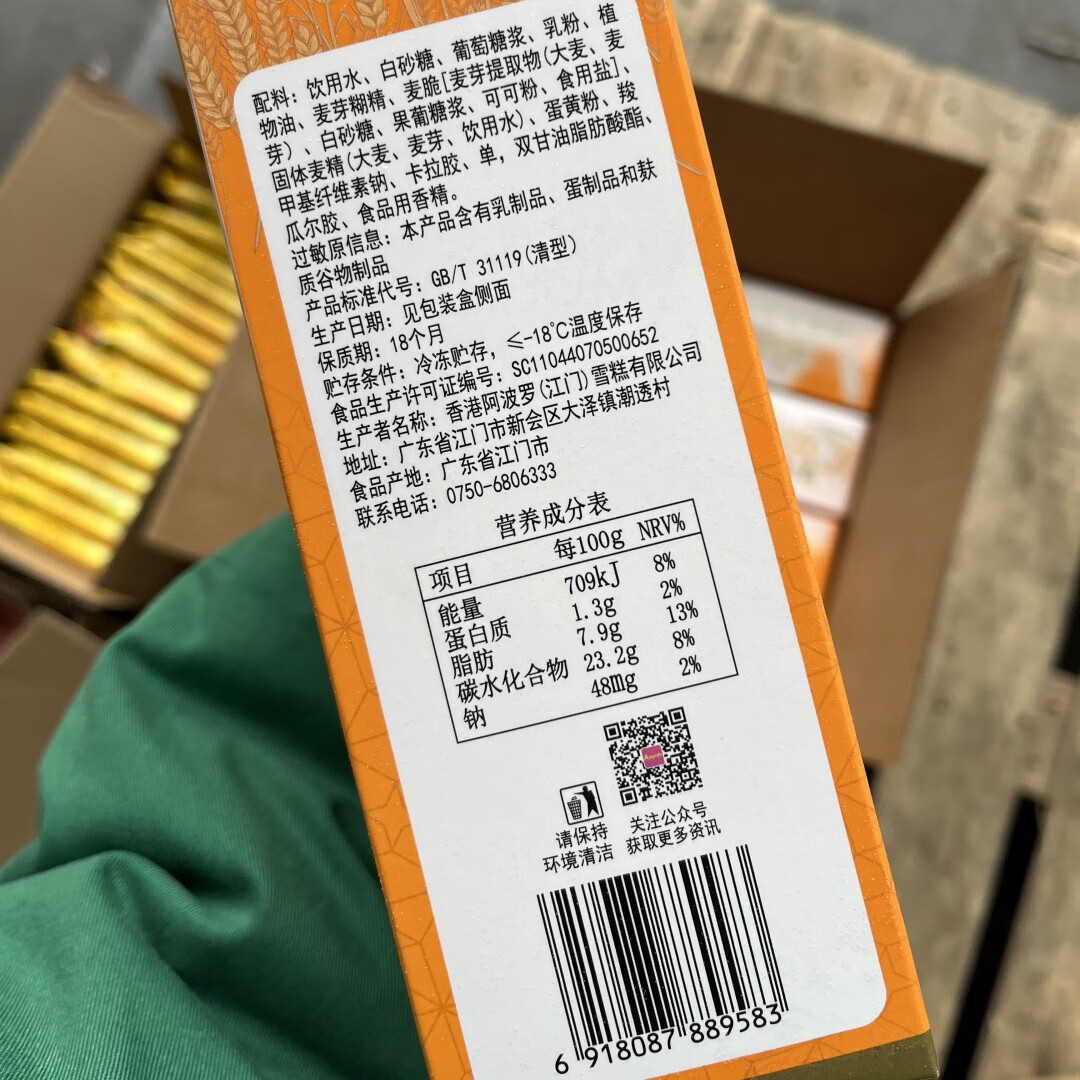 配料：饮用水、白砂糖、葡萄糖浆、乳粉、植
物油、麦芽糊精、麦脆[麦芽提取物(大麦、麦
芽)、白砂糖、果葡糖浆、可可粉、食用盐]、
固体麦精(大麦、麦芽、饮用水)、蛋黄粉、羧
甲基纤维素钠、卡拉胶、单，双甘油脂肪酸酯、
瓜尔胶、食品用香精。
过敏原信息：本产品含有乳制品、蛋制品和麸
质谷物制品
产品标准代号：GB/T 31119(清型)
生产日期：见包装盒侧面
保质期：18个月
贮存条件：冷冻贮存，≤-18℃温度保存
食品生产许可证编号：SC11044070500652
生产者名称：香港阿波罗(江门)雪糕有限公司
地址：广东省江门市新会区大泽镇潮透村
食品产地：广东省江门市
联系电话：0750-6806333
营养成分表
项目 每100g NRV%
能量 709kJ 8%
蛋白质 1.3g 2%
脂肪 7.9g 13%
碳水化合物 23.2g 8%
钠 48mg 2%
请保持
环境清洁
关注公众号
获取更多资讯
6 918087 889583